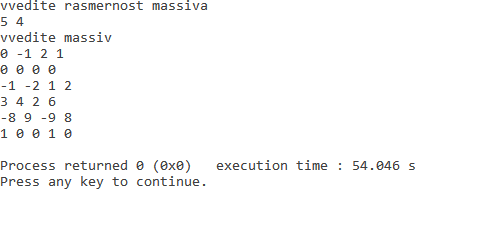 vvedite rasmernost massiva
5 4
vvedite massiv
0 -1 2 1
0 0 0 0
-1 -2 1 2
3 4 2 6
-8 9 -9 8
1 0 0 1 0
Process returned 0 (0x0)   execution time : 54.046 s
Press any key to continue.